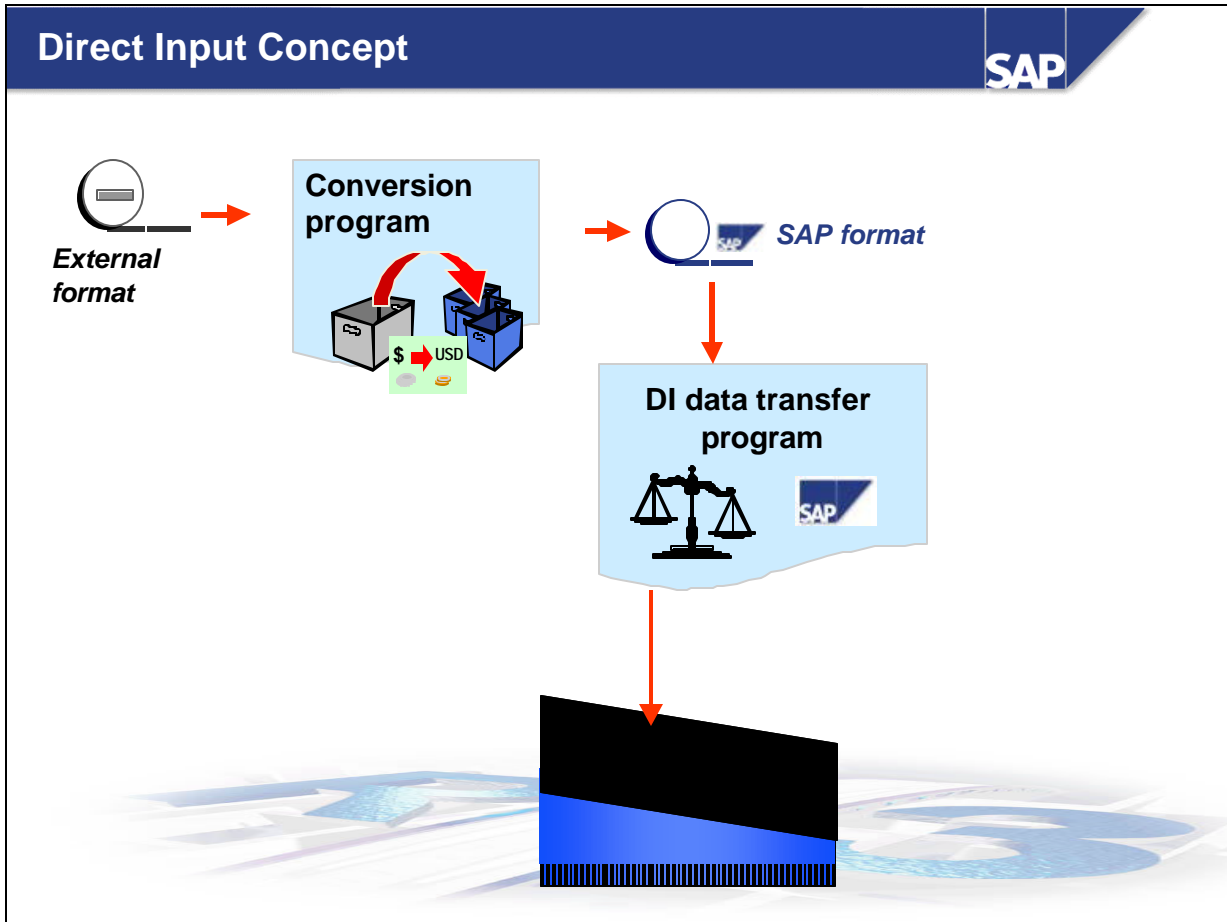 Direct Input Concept
SAP
External
format
Conversion
program
$ USD
SAP
SAP format
DI data transfer
program
SAP